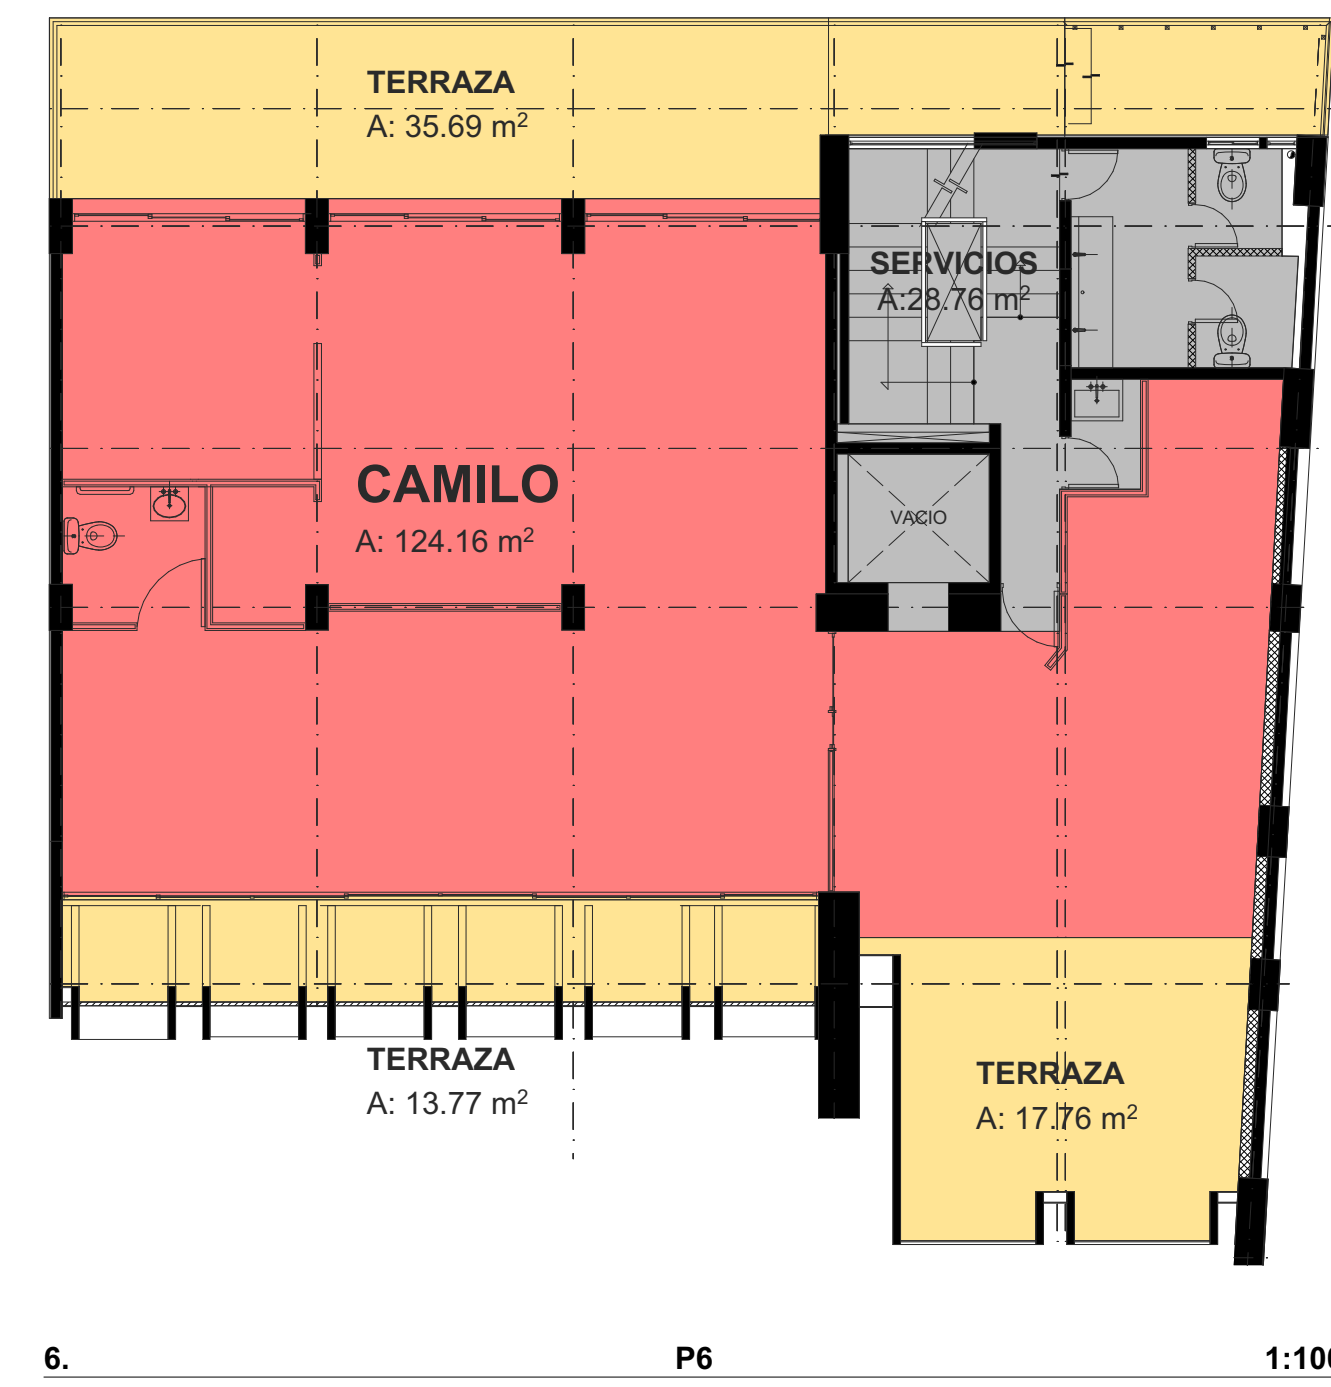 TERRAZA
A: 35.69 m²
SERVICIOS
A:28.76 m²
CAMILO
A: 124.16 m²
VACIO
TERRAZA
A: 13.77 m²
TERRAZA
A: 17.76 m²
6. P6 1:100